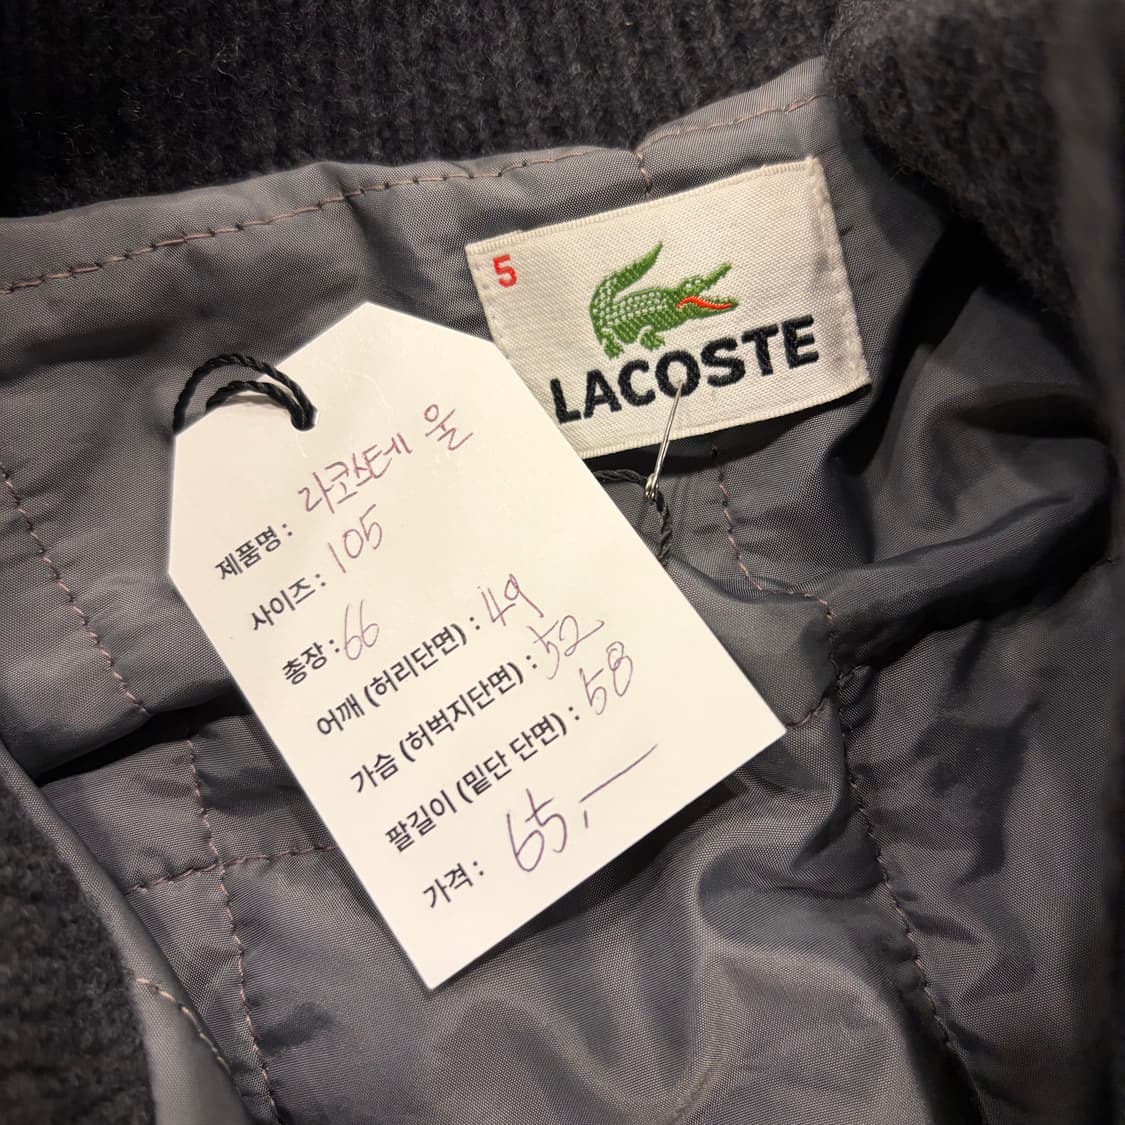 5
LACOSTE
제품명 : 라코스테 울
사이즈 : 105
총장 : 66
어깨 (허리단면) : 49
가슴 (허벅지단면) : 52
팔길이 (밑단 단면) : 58
가격 : 65,—